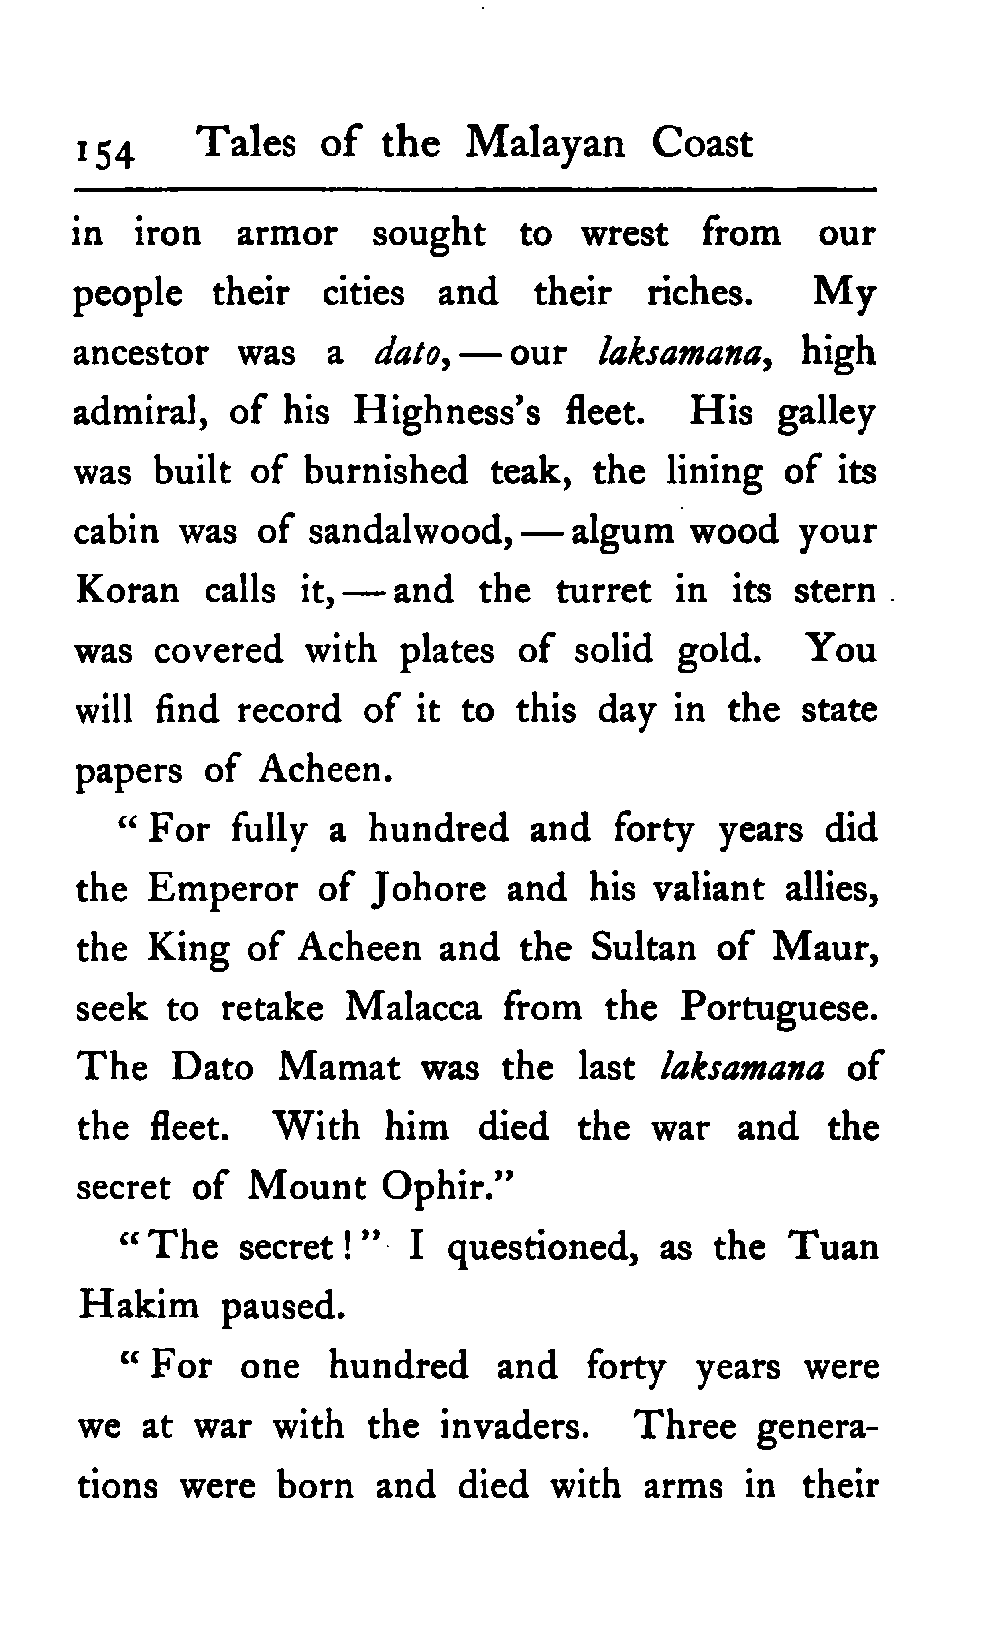 154 Tales of the Malayan Coast
in iron armor sought to wrest from our
people their cities and their riches. My
ancestor was a dato, — our laksamana, high
admiral, of his Highness's fleet. His galley
was built of burnished teak, the lining of its
cabin was of sandalwood, — algum wood your
Koran calls it, — and the turret in its stern
was covered with plates of solid gold. You
will find record of it to this day in the state
papers of Acheen.
“For fully a hundred and forty years did
the Emperor of Johore and his valiant allies,
the King of Acheen and the Sultan of Maur,
seek to retake Malacca from the Portuguese.
The Dato Mamat was the last laksamana of
the fleet. With him died the war and the
secret of Mount Ophir.”
“The secret!” I questioned, as the Tuan
Hakim paused.
“For one hundred and forty years were
we at war with the invaders. Three genera-
tions were born and died with arms in their